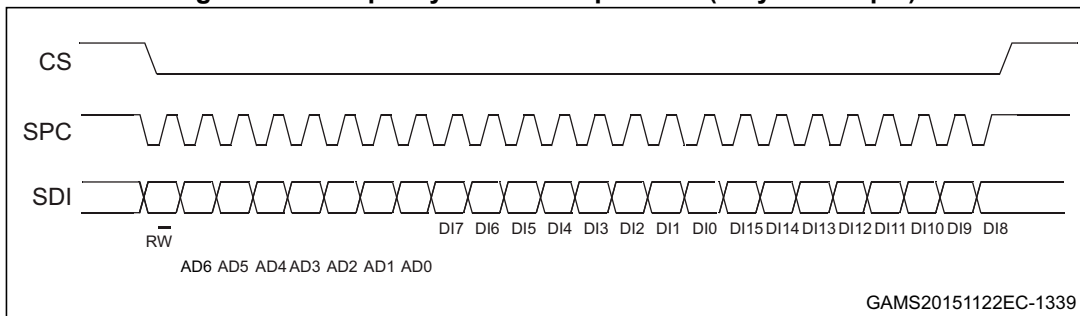 CS
SPC
SDI
RW
DI7 DI6 DI5 DI4 DI3 DI2 DI1 DI0 DI15 DI14 DI13 DI12 DI11 DI10 DI9 DI8
AD6 AD5 AD4 AD3 AD2 AD1 AD0
GAMS20151122EC-1339